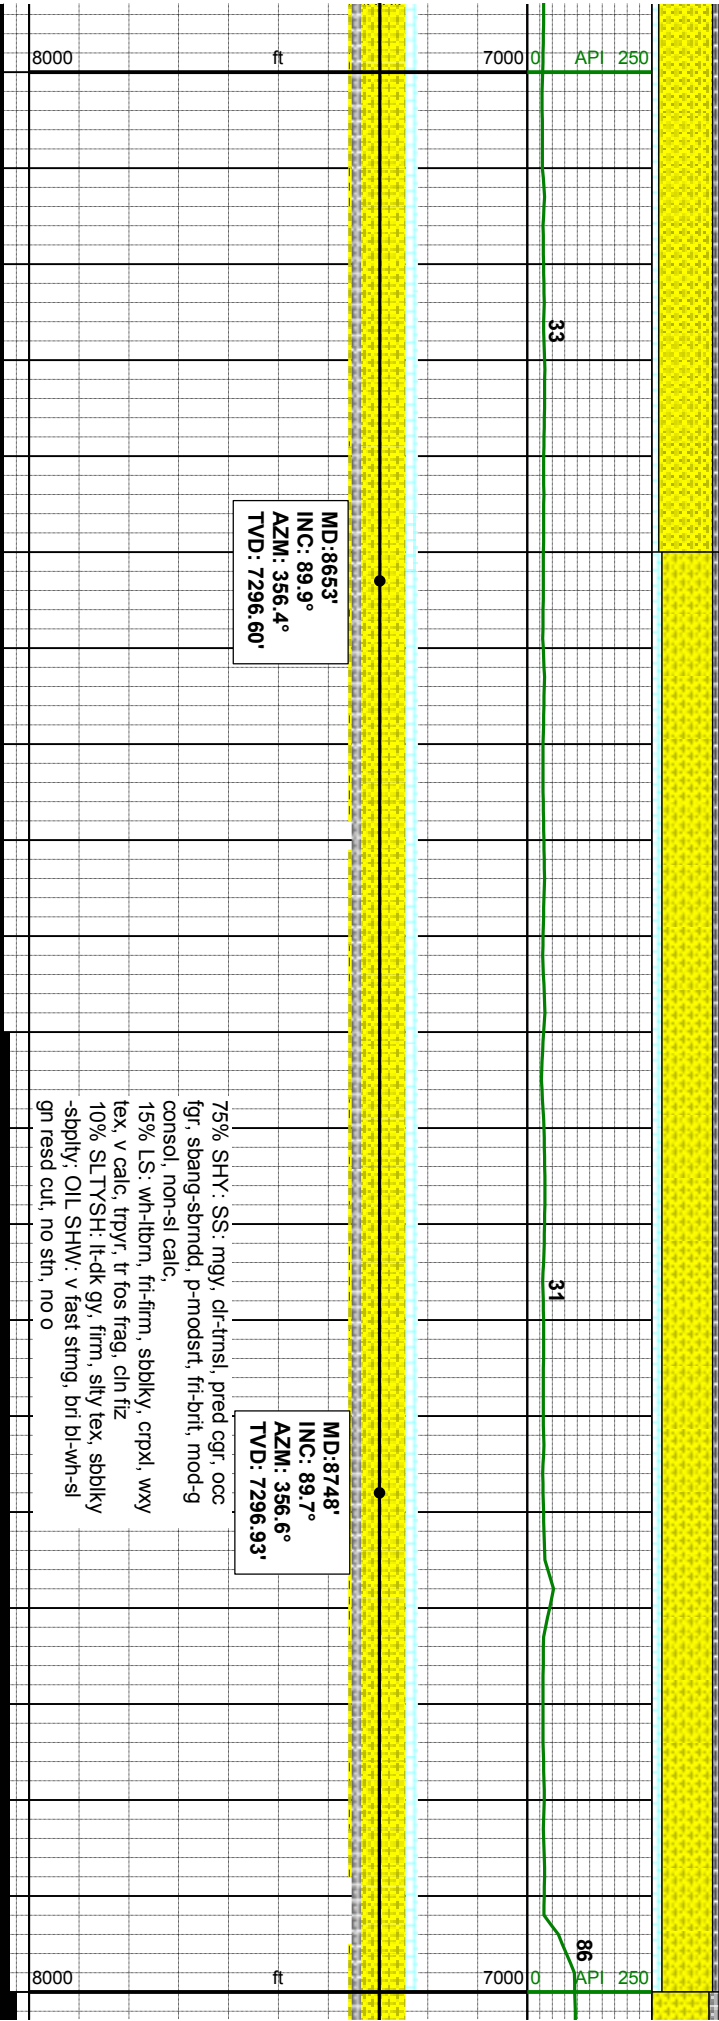 8000 ft 7000 0 API 250
33
MD:8653'
INC: 89.9°
AZM: 356.4°
TVD: 7296.60'
75% SHY: SS: mgy, clr-trnsl, pred cgr, occ
fgr, sbang-sbrndd, p-modsrt, fri-brit, mod-g
consol, non-sl calc,
15% LS: wh-ltbrn, fri-firm, sbblky, crpxl, wxy
tex, v calc, trpyr, tr fos frag, cln fiz
10% SLTYSH: lt-dk gy, firm, slty tex, sbblky
-sbplty; OIL SHW: v fast stmg, bri bl-wh-sl
gn resd cut, no stn, no o
31
MD:8748'
INC: 89.7°
AZM: 356.6°
TVD: 7296.93'
86
8000 ft 7000 0 API 250